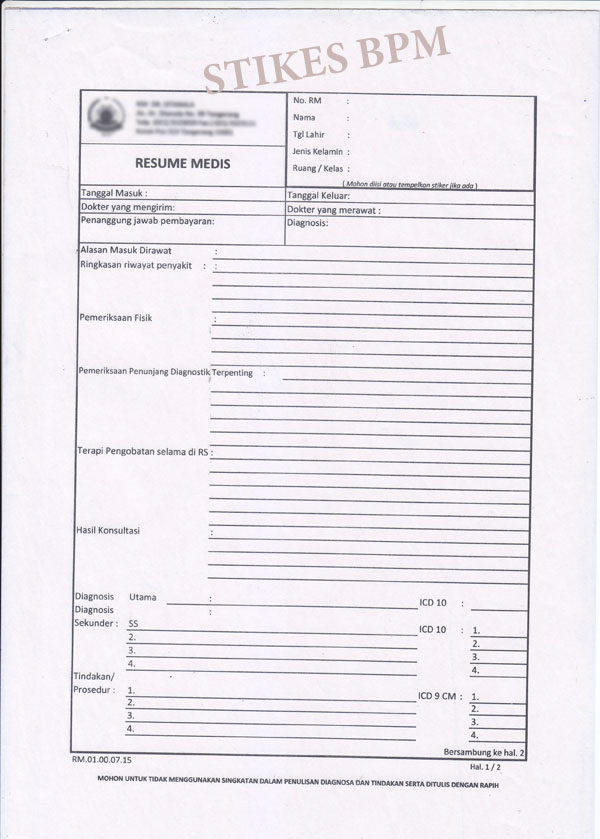 STIKES BPM
No. RM :
Nama :
Tgl Lahir :
Jenis Kelamin :
Ruang / Kelas :
( Mohon diisi atau tempelkan stiker jika ada )
RESUME MEDIS
Tanggal Masuk : Tanggal Keluar:
Dokter yang mengirim: Dokter yang merawat :
Penanggung jawab pembayaran: Diagnosis:
Alasan Masuk Dirawat :
Ringkasan riwayat penyakit : :
Pemeriksaan Fisik :
Pemeriksaan Penunjang Diagnostik Terpenting :
Terapi Pengobatan selama di RS :
Hasil Konsultasi :
Diagnosis Utama : ICD 10 :
Diagnosis :
Sekunder : SS ICD 10 : 1.
2. 2.
3. 3.
4. 4.
Tindakan/
Prosedur : 1. ICD 9 CM : 1.
2. 2.
3. 3.
4. 4.
Bersambung ke hal. 2
RM.01.00.07.15 Hal. 1 / 2
MOHON UNTUK TIDAK MENGGUNAKAN SINGKATAN DALAM PENULISAN DIAGNOSA DAN TINDAKAN SERTA DITULIS DENGAN RAPIH